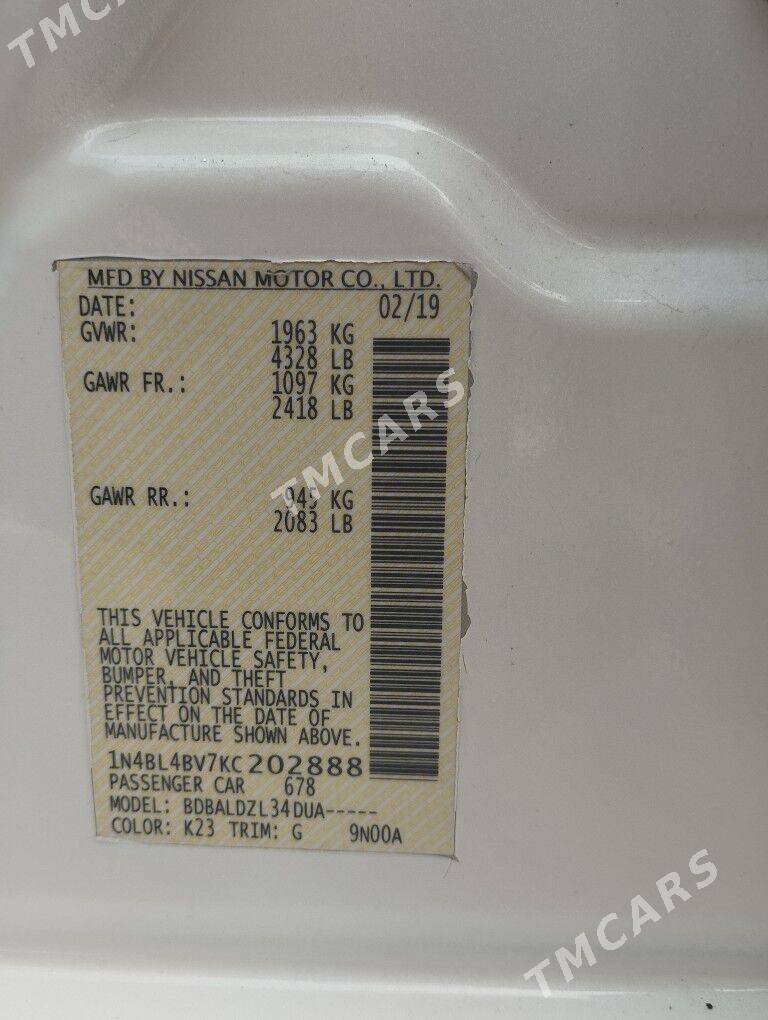 TMCARS
MFD BY NISSAN MOTOR CO., LTD.
DATE: 02/19
GVWR: 1963 KG
4328 LB
GAWR FR.: 1097 KG
2418 LB
TMCARS
GAWR RR.: 945 KG
2083 LB
THIS VEHICLE CONFORMS TO
ALL APPLICABLE FEDERAL
MOTOR VEHICLE SAFETY,
BUMPER, AND THEFT
PREVENTION STANDARDS IN
EFFECT ON THE DATE OF
MANUFACTURE SHOWN ABOVE.
1N4BL4BV7KC202888
PASSENGER CAR 678
MODEL: BDBALDZL34DUA-----
COLOR: K23 TRIM: G 9N00A
TMCARS